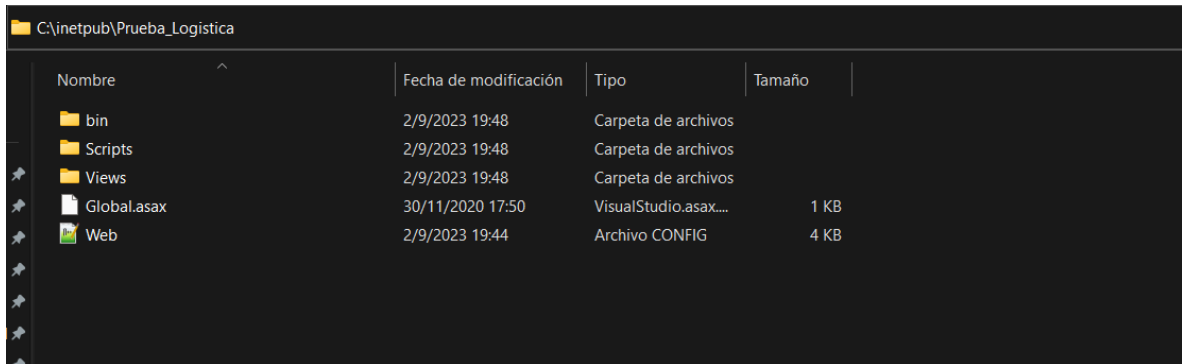 C:\inetpub\Prueba_Logistica
Nombre Fecha de modificación Tipo Tamaño
bin 2/9/2023 19:48 Carpeta de archivos
Scripts 2/9/2023 19:48 Carpeta de archivos
Views 2/9/2023 19:48 Carpeta de archivos
Global.asax 30/11/2020 17:50 VisualStudio.asax.... 1 KB
Web 2/9/2023 19:44 Archivo CONFIG 4 KB